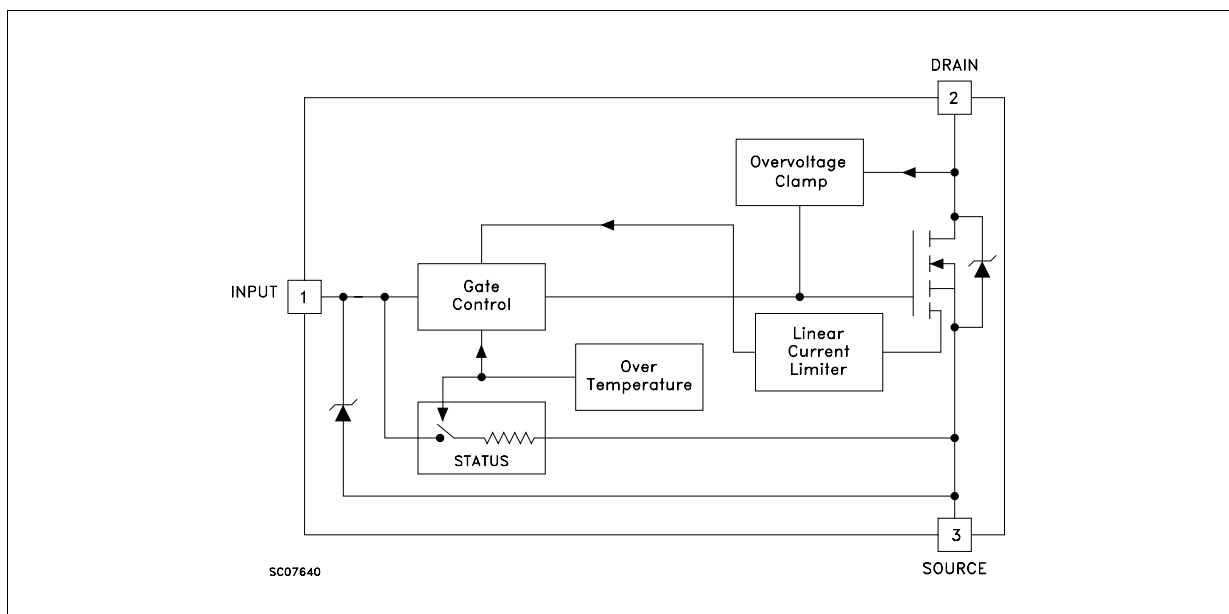 DRAIN
2
Overvoltage
Clamp
INPUT
1
Gate
Control
Linear
Current
Limiter
Over
Temperature
STATUS
3
SOURCE
SC07640